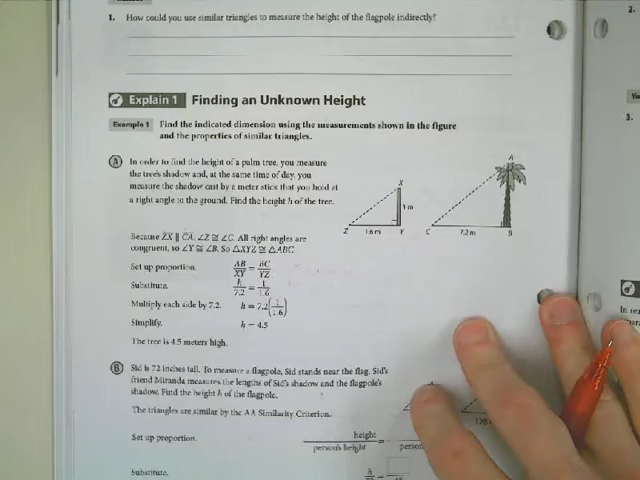 1. How could you use similar triangles to measure the height of the flagpole indirectly?
2.
Explain 1 Finding an Unknown Height
Yo
Example 1 Find the indicated dimension using the measurements shown in the figure
and the properties of similar triangles.
3.
A In order to find the height of a palm tree, you measure
the tree's shadow and, at the same time of day, you
measure the shadow cast by a meter stick that you hold at
a right angle to the ground. Find the height h of the tree.
X
1 m
Z 1.6 m Y
A
C 7.2 m B
Because ZX ∥ CA, ∠Z ≅ ∠C. All right angles are
congruent, so ∠Y ≅ ∠B. So △XYZ ≅ △ABC
Set up proportion. AB/XY = BC/YZ
Substitute. h/7.2 = 1/1.6
Multiply each side by 7.2. h = 7.2(1/1.6)
Simplify. h = 4.5
The tree is 4.5 meters high.
B Sid is 72 inches tall. To measure a flagpole, Sid stands near the flag. Sid's
friend Miranda measures the lengths of Sid's shadow and the flagpole's
shadow. Find the height h of the flagpole.
The triangles are similar by the AA Similarity Criterion.
Set up proportion. height/person's height =
Substitute.
In